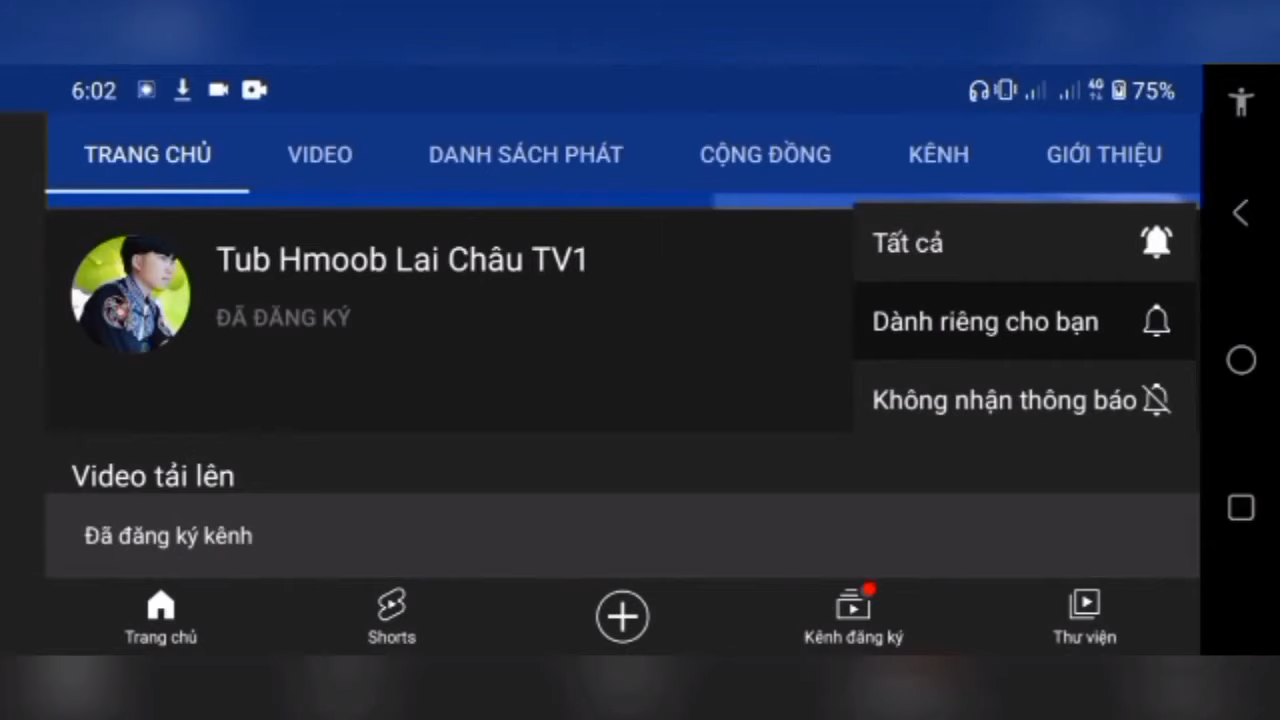 6:02 4G 75%
TRANG CHỦ VIDEO DANH SÁCH PHÁT CỘNG ĐỒNG KÊNH GIỚI THIỆU
Tub Hmoob Lai Châu TV1
ĐÃ ĐĂNG KÝ
Tất cả
Dành riêng cho bạn
Không nhận thông báo
Video tải lên
Đã đăng ký kênh
Trang chủ Shorts Kênh đăng ký Thư viện